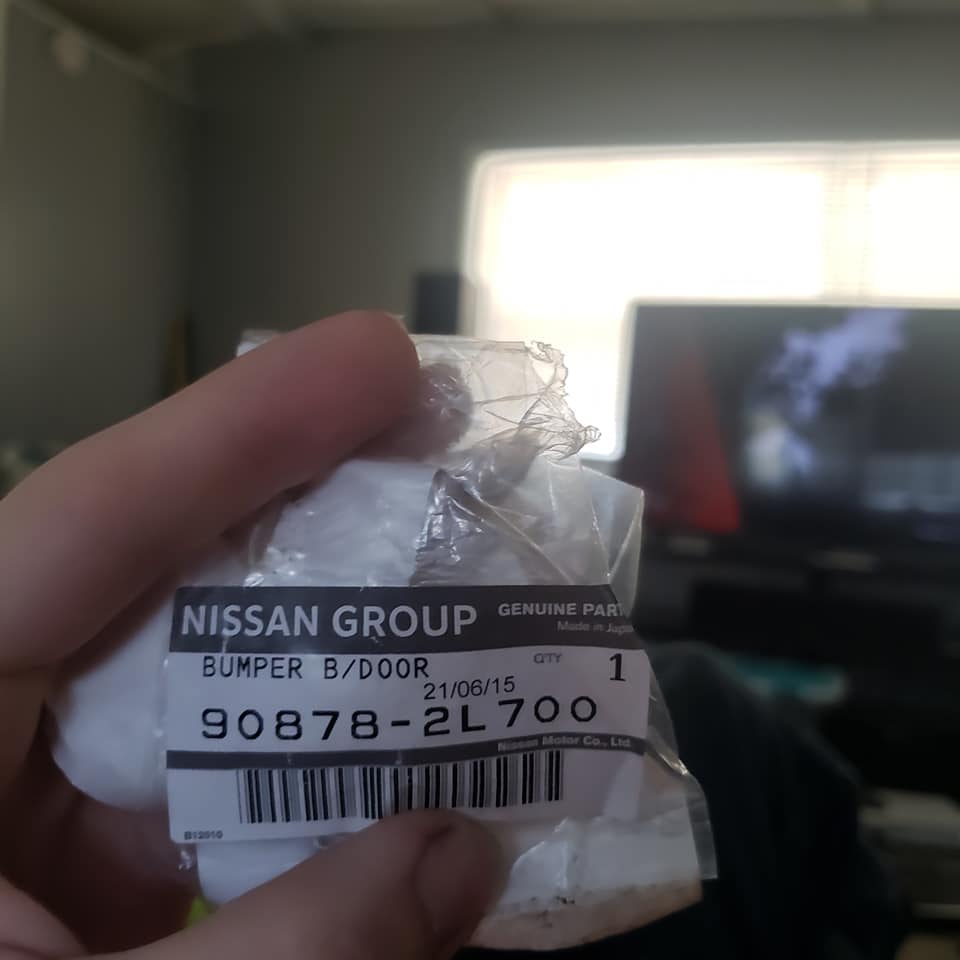 NISSAN GROUP GENUINE PART
Made in Japan
BUMPER B/DOOR QTY 1
21/06/15
90878-2L700
Nissan Motor Co., Ltd.
B12010